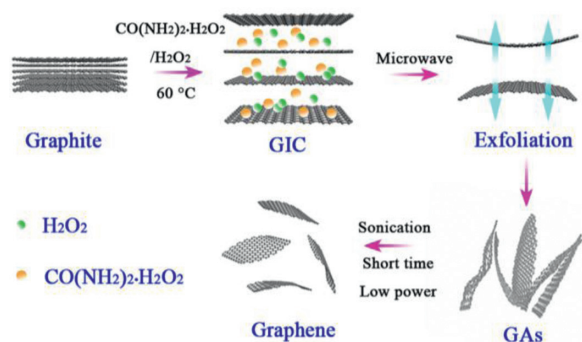 CO(NH2)2·H2O2
/H2O2
60 °C
Microwave
Graphite
GIC
Exfoliation
H2O2
CO(NH2)2·H2O2
Sonication
Short time
Low power
Graphene
GAs